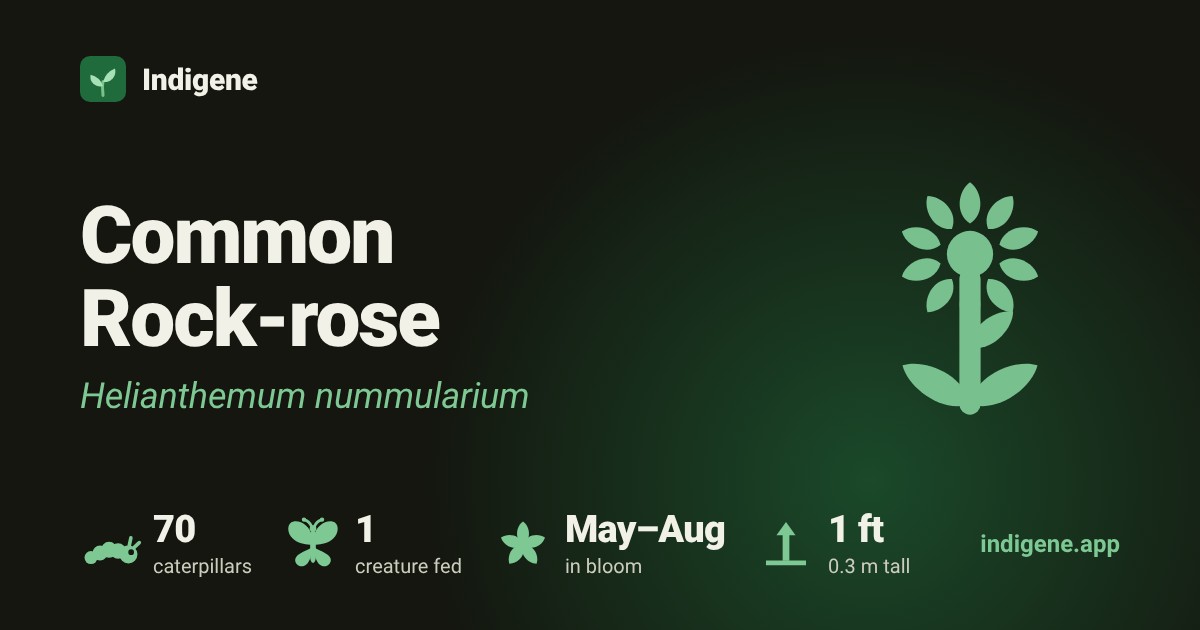 Indigene
Common
Rock-rose
Helianthemum nummularium
70
caterpillars
1
creature fed
May–Aug
in bloom
1 ft
0.3 m tall
indigene.app